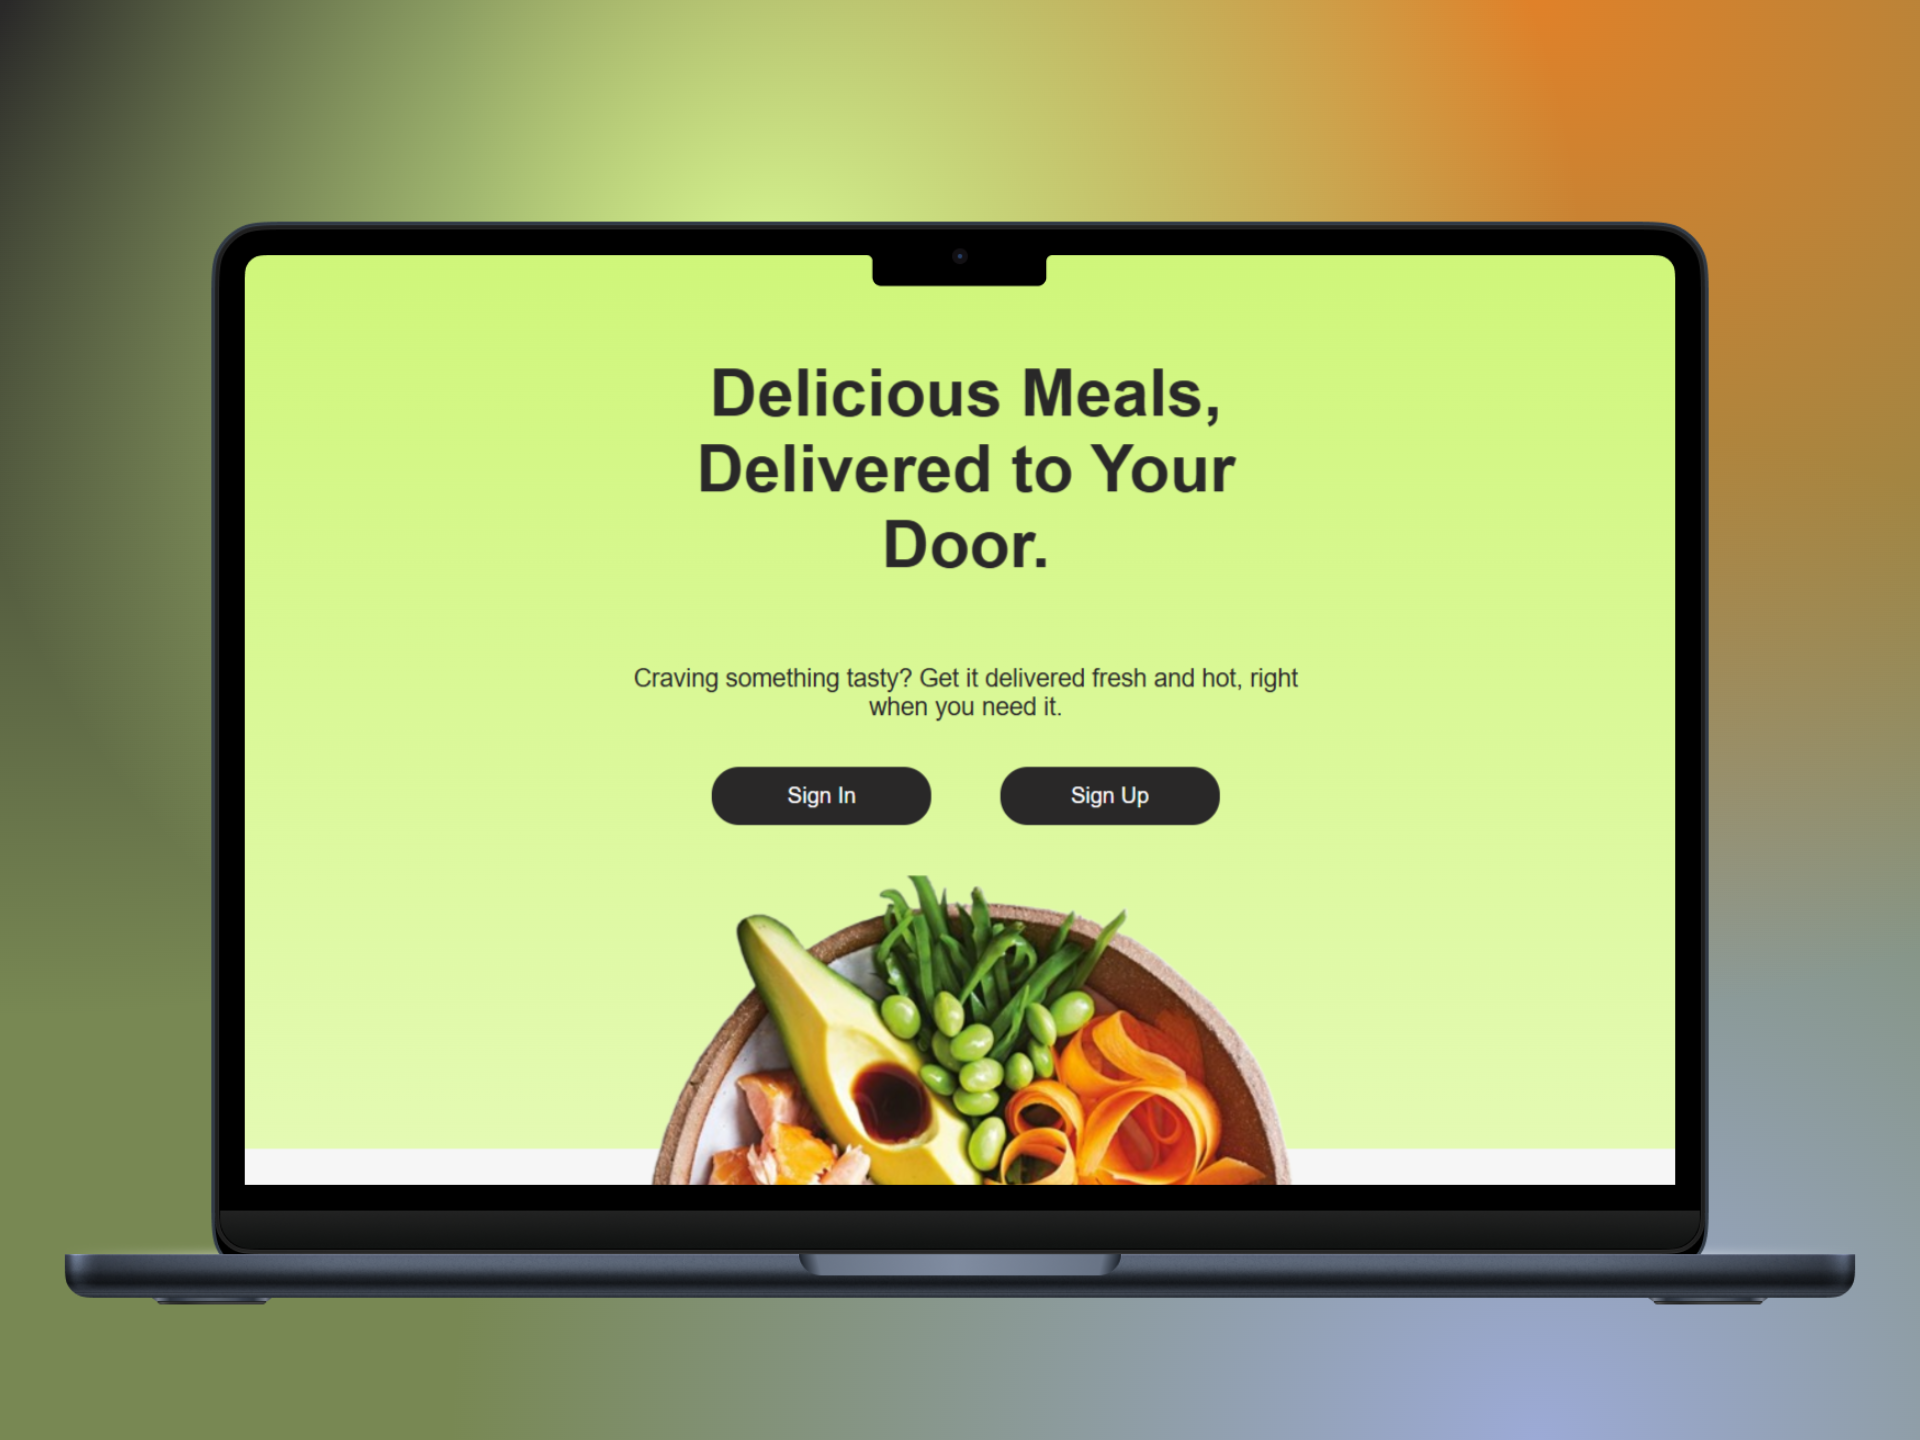 Delicious Meals,
Delivered to Your
Door.
Craving something tasty? Get it delivered fresh and hot, right
when you need it.
Sign In
Sign Up